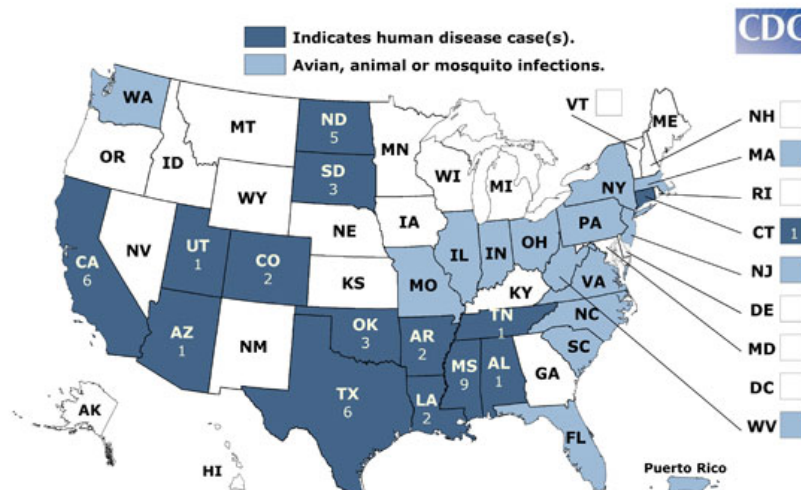 Indicates human disease case(s).
CDC
Avian, animal or mosquito infections.
WA
MT
ND
5
MN
VT
ME
NH
OR
ID
SD
3
WI
MI
NY
MA
WY
RI
IA
NE
PA
CT 1
NV
UT
1
CO
2
IL
IN
OH
NJ
CA
6
KS
MO
KY
VA
DE
AZ
1
NM
OK
3
AR
2
TN
1
NC
SC
MD
MS
9
AL
1
GA
DC
TX
6
LA
2
WV
AK
FL
HI
Puerto Rico